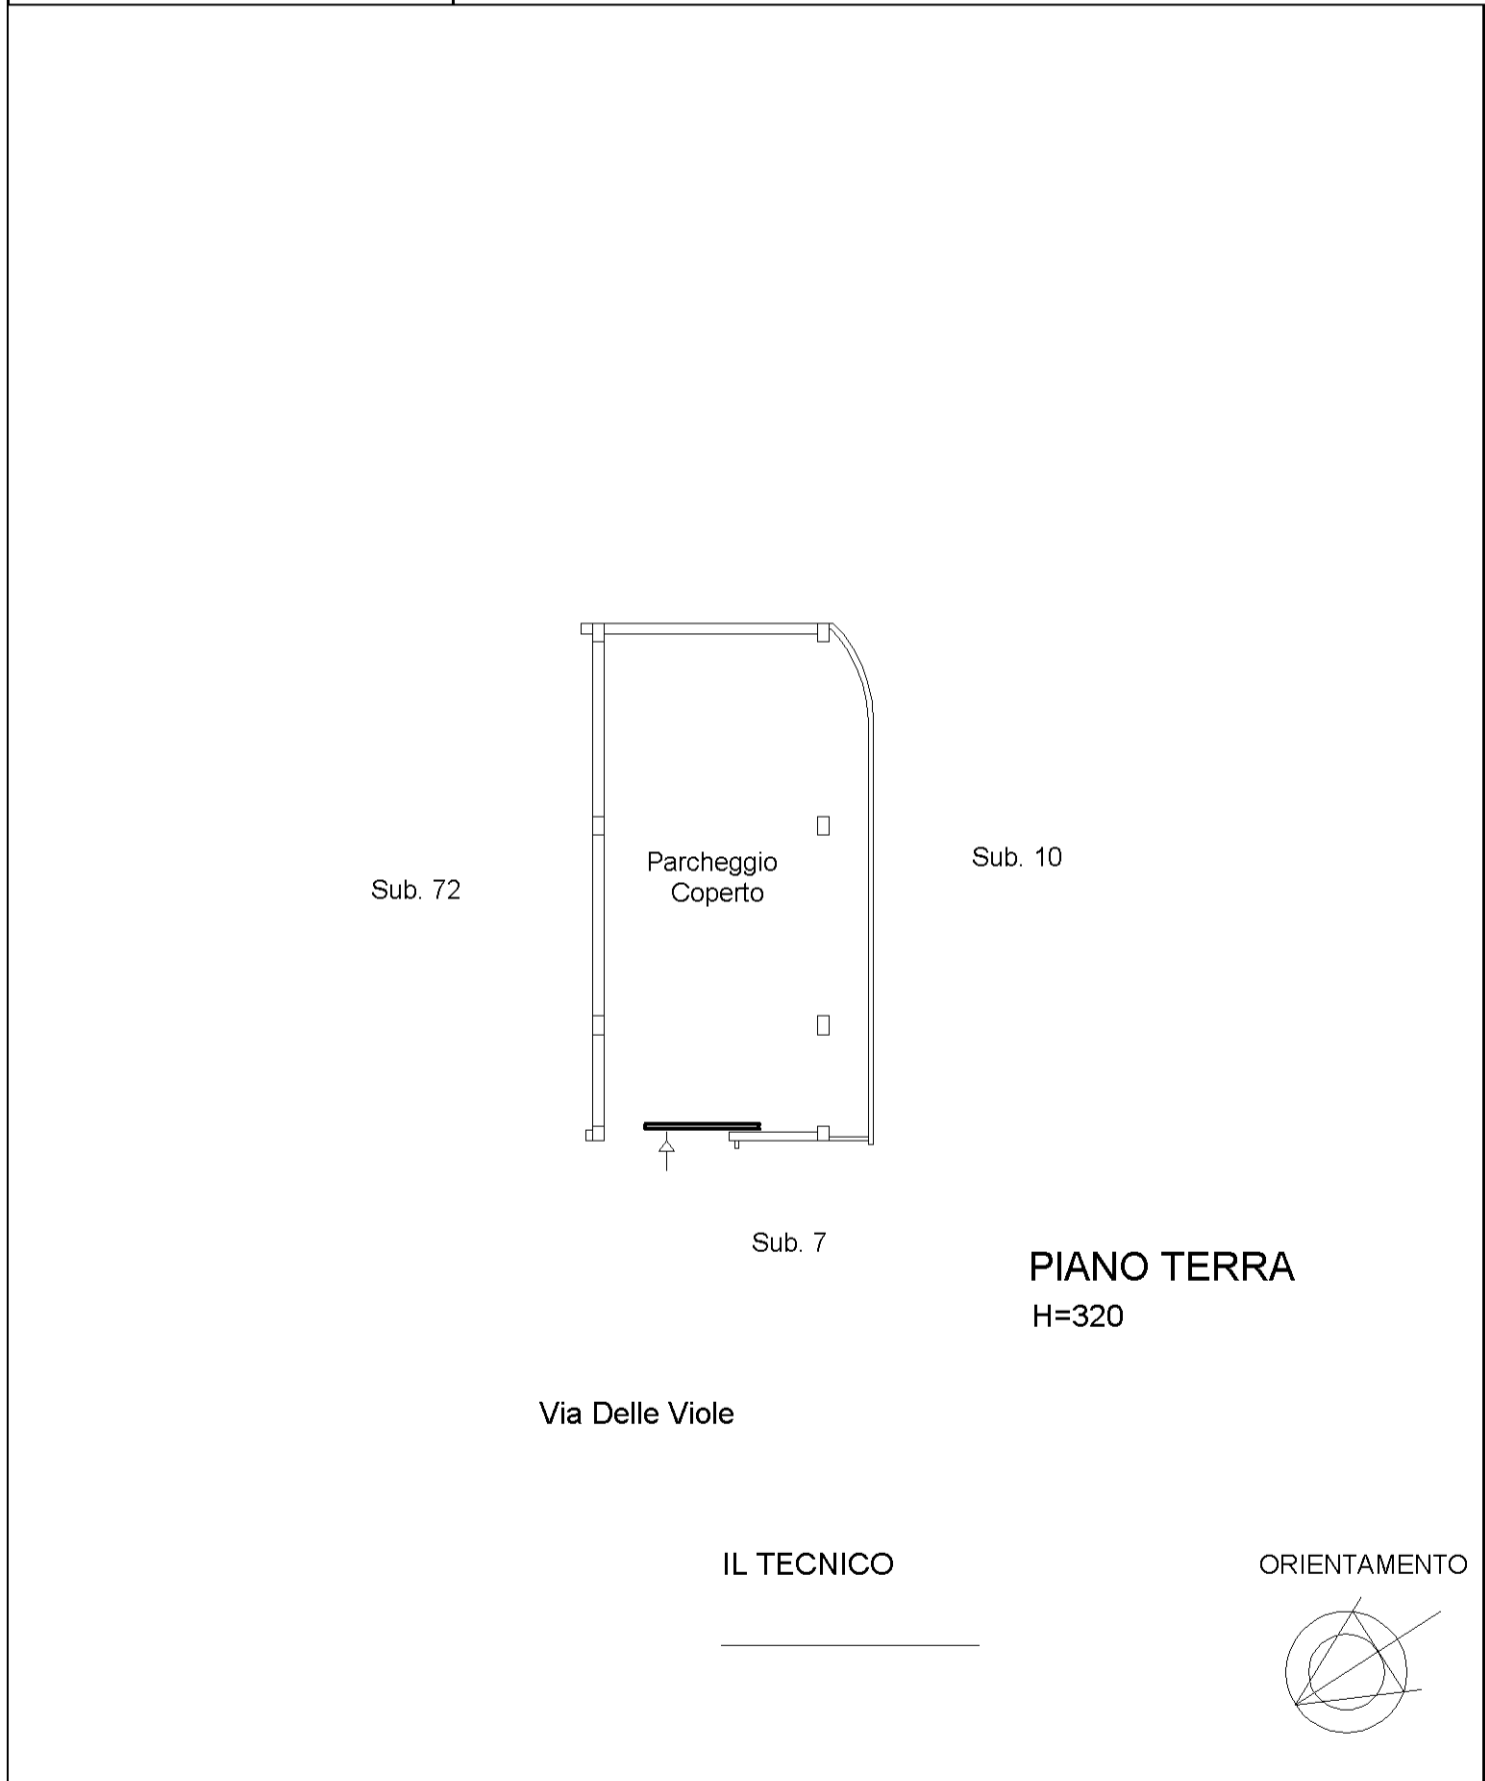 Parcheggio
Coperto
Sub. 10
Sub. 72
Sub. 7
PIANO TERRA
H=320
Via Delle Viole
IL TECNICO
ORIENTAMENTO